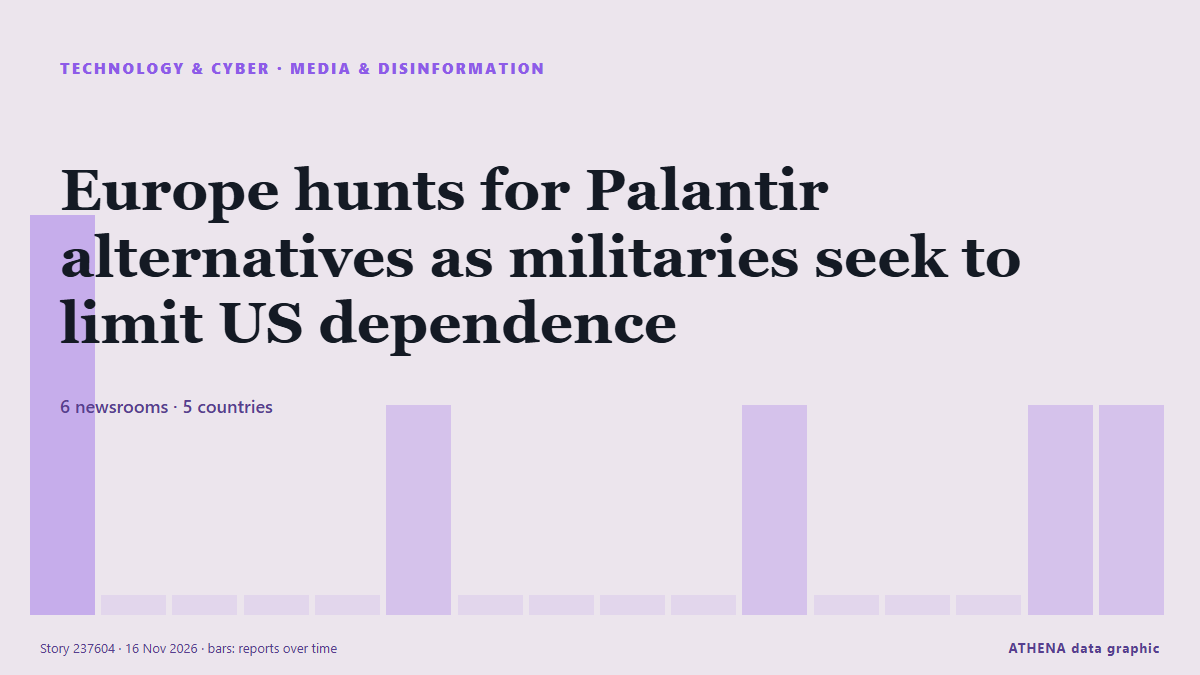 TECHNOLOGY & CYBER · MEDIA & DISINFORMATION
Europe hunts for Palantir
alternatives as militaries seek to
limit US dependence
6 newsrooms · 5 countries
Story 237604 · 16 Nov 2026 · bars: reports over time
ATHENA data graphic